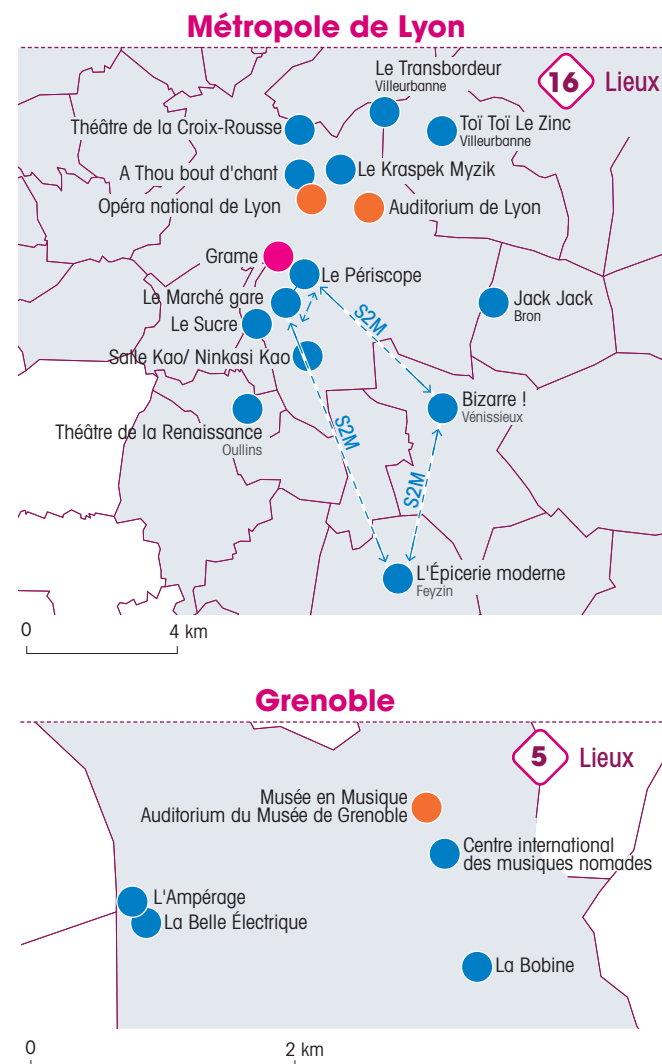 Métropole de Lyon
16 Lieux
Le Transbordeur
Villeurbanne
Théâtre de la Croix-Rousse
Toï Toï Le Zinc
Villeurbanne
A Thou bout d'chant
Le Kraspek Myzik
Opéra national de Lyon
Auditorium de Lyon
Grame
Le Périscope
Le Marché gare
Jack Jack
Bron
Le Sucre
S2M
Salle Kao/ Ninkasi Kao
Bizarre !
Vénissieux
Théâtre de la Renaissance
Oullins
S2M
S2M
L'Épicerie moderne
Feyzin
0 4 km
Grenoble
5 Lieux
Musée en Musique
Auditorium du Musée de Grenoble
Centre international
des musiques nomades
L'Ampérage
La Belle Électrique
La Bobine
0 2 km